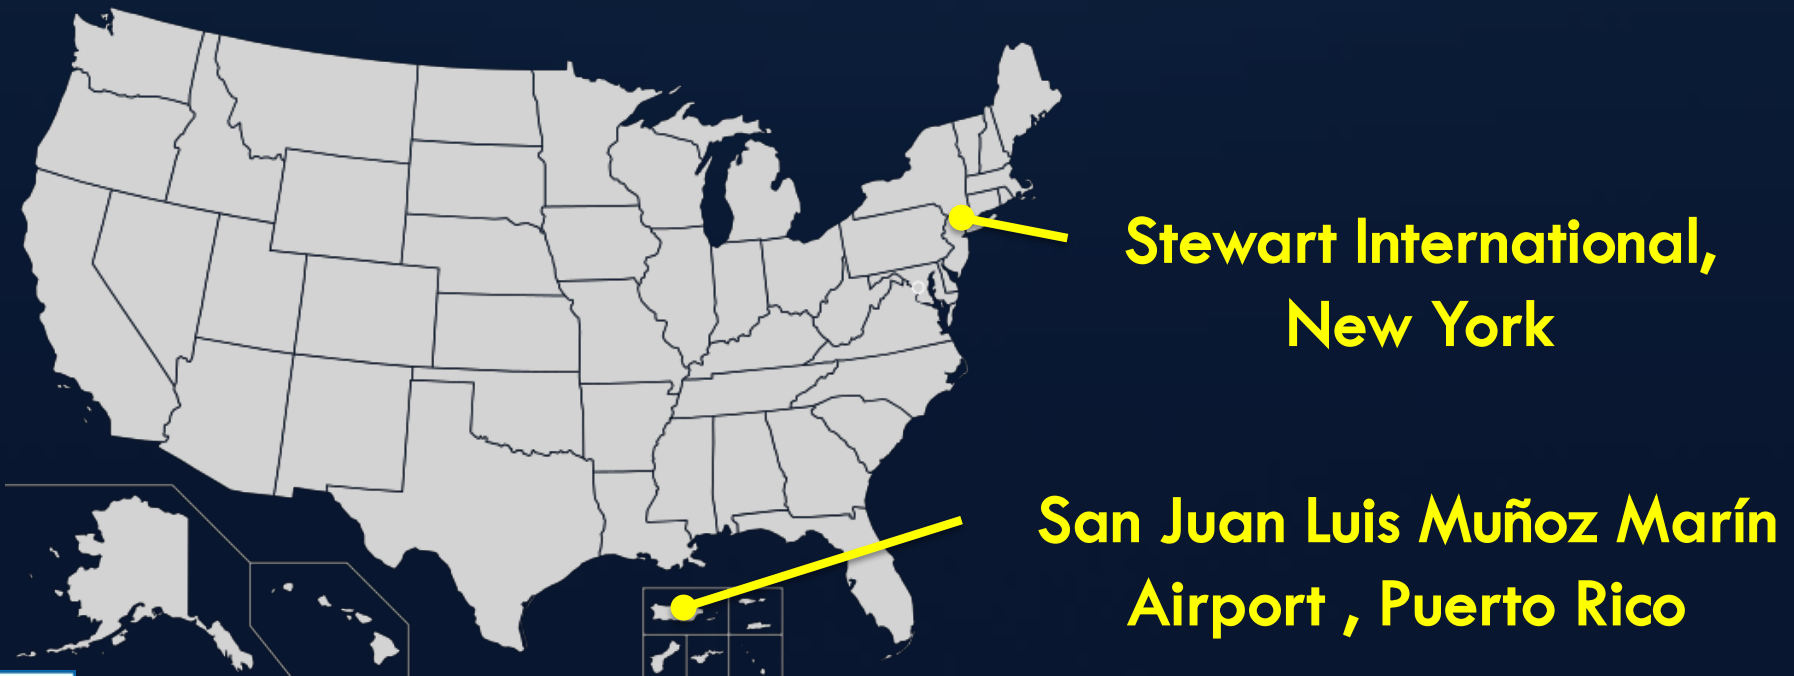 Stewart International,
New York
San Juan Luis Muñoz Marín
Airport , Puerto Rico